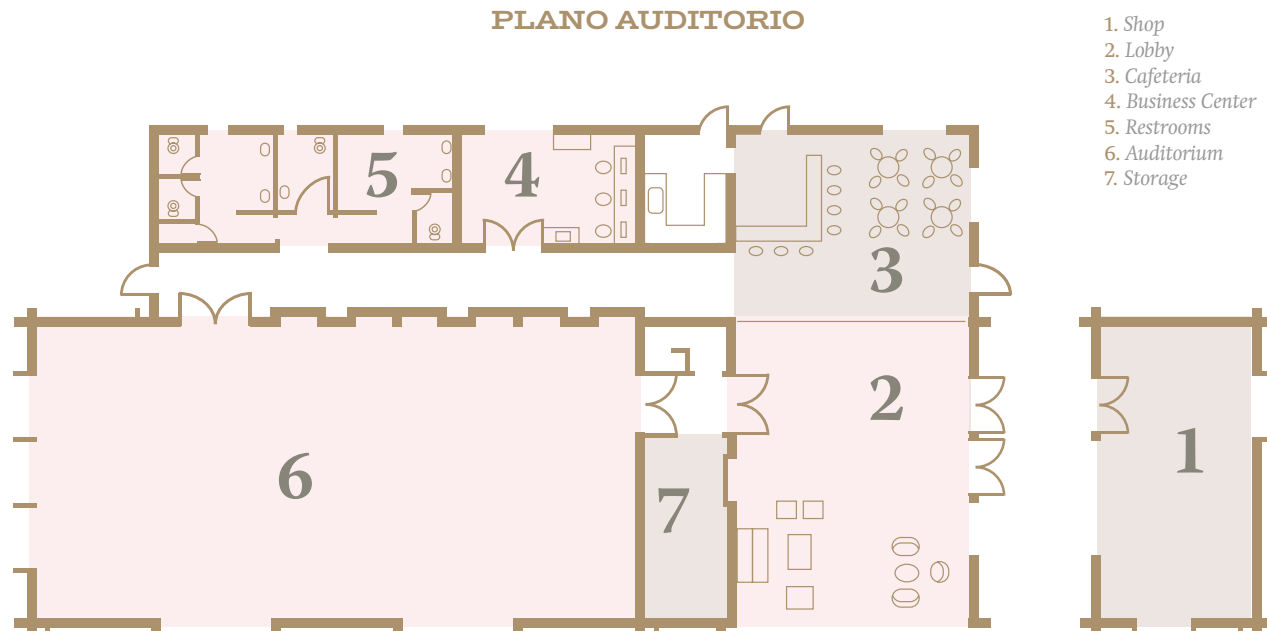 PLANO AUDITORIO
1. Shop
2. Lobby
3. Cafeteria
4. Business Center
5. Restrooms
6. Auditorium
7. Storage
5
4
3
2
1
6
7